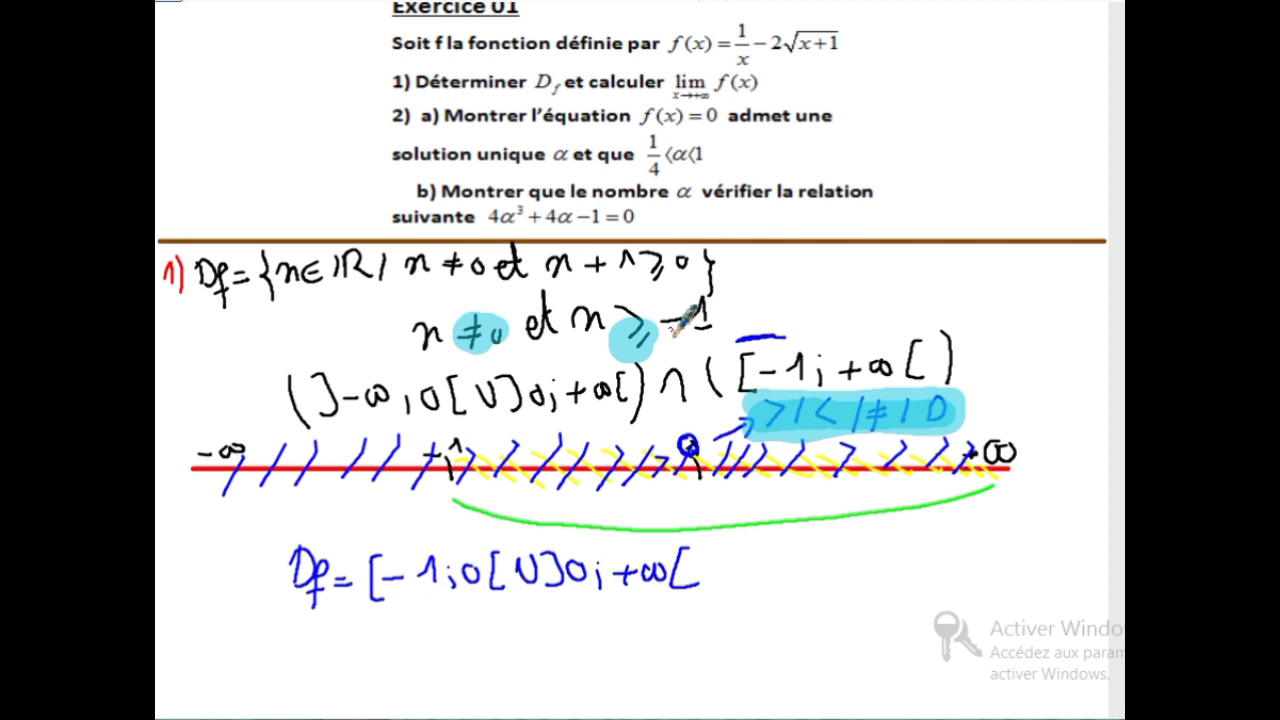 Exercice 01
Soit f la fonction définie par f(x) = 1/x − 2√(x+1)
1) Déterminer D_f et calculer lim x→+∞ f(x)
2) a) Montrer l'équation f(x) = 0 admet une
solution unique α et que 1/4 ⟨α⟨1
b) Montrer que le nombre α vérifier la relation
suivante 4α³ + 4α − 1 = 0
1) Df = {x ∈ IR / x ≠ 0 et x + 1 ⩾ 0}
x ≠ 0 et x ⩾ −1
(]−∞, 0[ U ]0; +∞[) ∩ ([−1; +∞[)
> / < / ≠ / 0
−∞ −1 0 +∞
Df = [−1; 0[ U ]0; +∞[
Activer Windo
Accédez aux param
activer Windows.